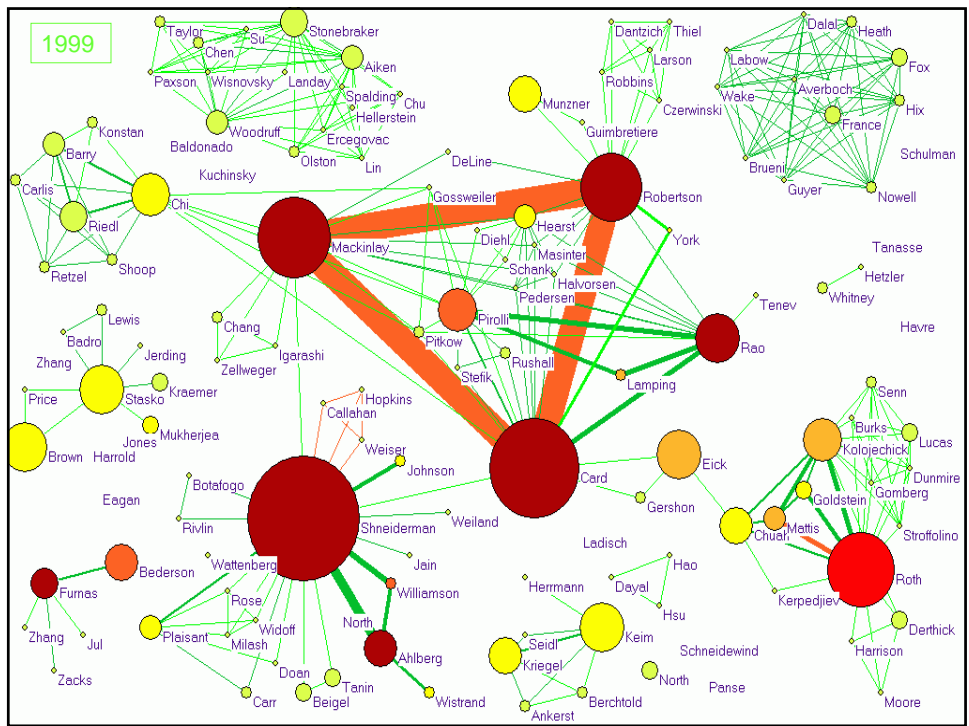 1999
Taylor
Su
Chen
Stonebraker
Aiken
Paxson
Wisnovsky
Landay
Spalding
Chu
Hellerstein
Woodruff
Ercegovac
Baldonado
Olston
Lin
Kuchinsky
DeLine
Dantzich
Thiel
Larson
Robbins
Munzner
Czerwinski
Guimbretiere
Dalal
Heath
Labow
Fox
Wake
Averboch
Hix
France
Bruení
Schulman
Guyer
Nowell
Konstan
Barry
Carlis
Chi
Riedl
Retzel
Shoop
Gossweiler
Robertson
Mackinlay
Hearst
Diehl
Masinter
York
Schank
Halvorsen
Pedersen
Pirolli
Pitkow
Rushall
Stefik
Lamping
Rao
Tenev
Tanasse
Hetzler
Whitney
Havre
Lewis
Badro
Zhang
Jerding
Price
Stasko
Kraemer
Mukherjea
Jones
Brown
Harrold
Chang
Igarashi
Zellweger
Hopkins
Callahan
Weiser
Johnson
Card
Eick
Gershon
Senn
Burks
Lucas
Kolojechick
Dunmire
Goldstein
Gomberg
Mattis
Chuah
Stroffolino
Roth
Kerpedjiev
Derthick
Harrison
Moore
Eagan
Botafogo
Rivlin
Shneiderman
Weiland
Jain
Ladisch
Wattenberg
Williamson
Bederson
Furnas
Zhang
Jul
Zacks
Rose
Plaisant
Widoff
Milash
North
Ahlberg
Doan
Carr
Tanin
Beigel
Wistrand
Herrmann
Dayal
Hao
Hsu
Seidl
Keim
Kriegel
Schneidewind
North
Panse
Berchtold
Ankerst